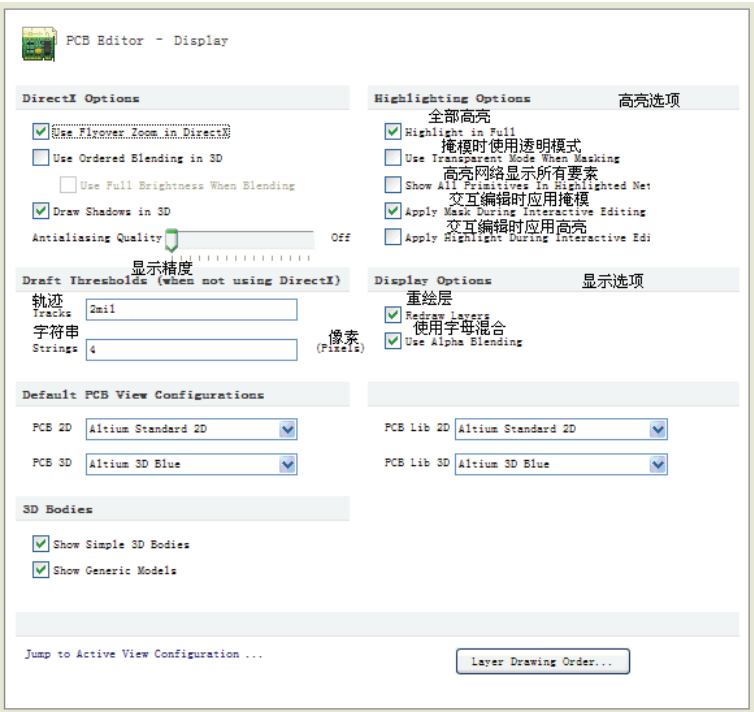 PCB Editor - Display
DirectX Options
Use Flyover Zoom in DirectX
Use Ordered Blending in 3D
Use Full Brightness When Blending
Draw Shadows in 3D
Antialiasing Quality Off
Highlighting Options 高亮选项
全部高亮
Highlight in Full
掩模时使用透明模式
Use Transparent Mode When Masking
高亮网络显示所有要素
Show All Primitives In Highlighted Net
交互编辑时应用掩模
Apply Mask During Interactive Editing
交互编辑时应用高亮
Apply Highlight During Interactive Edi
显示精度
Draft Thresholds (when not using DirectX)
轨迹
Tracks 2mil
字符串
Strings 4
像素
(Pixels)
Display Options 显示选项
重绘层
Redraw Layers
使用字母混合
Use Alpha Blending
Default PCB View Configurations
PCB 2D Altium Standard 2D
PCB 3D Altium 3D Blue
PCB Lib 2D Altium Standard 2D
PCB Lib 3D Altium 3D Blue
3D Bodies
Show Simple 3D Bodies
Show Generic Models
Jump to Active View Configuration ...
Layer Drawing Order...